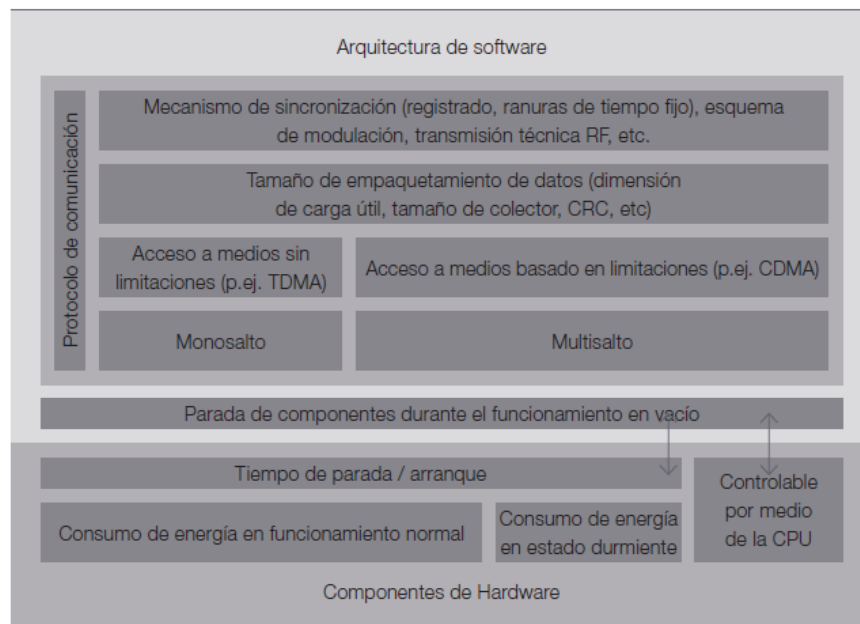 Arquitectura de software
Protocolo de comunicación
Mecanismo de sincronización (registrado, ranuras de tiempo fijo), esquema
de modulación, transmisión técnica RF, etc.
Tamaño de empaquetamiento de datos (dimensión
de carga útil, tamaño de colector, CRC, etc)
Acceso a medios sin
limitaciones (p.ej. TDMA)
Acceso a medios basado en limitaciones (p.ej. CDMA)
Monosalto
Multisalto
Parada de componentes durante el funcionamiento en vacío
Tiempo de parada / arranque
Controlable
por medio
de la CPU
Consumo de energía en funcionamiento normal
Consumo de energía
en estado durmiente
Componentes de Hardware